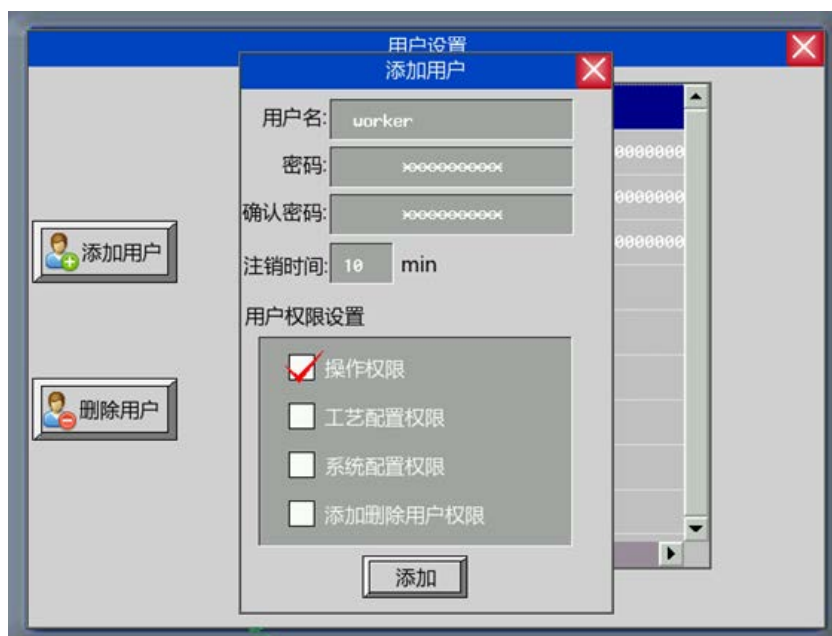 用户设置
添加用户
用户名: worker
密码: **********
确认密码: **********
注销时间: 10 min
用户权限设置
操作权限
工艺配置权限
系统配置权限
添加删除用户权限
添加
添加用户
删除用户
0000000
0000000
0000000